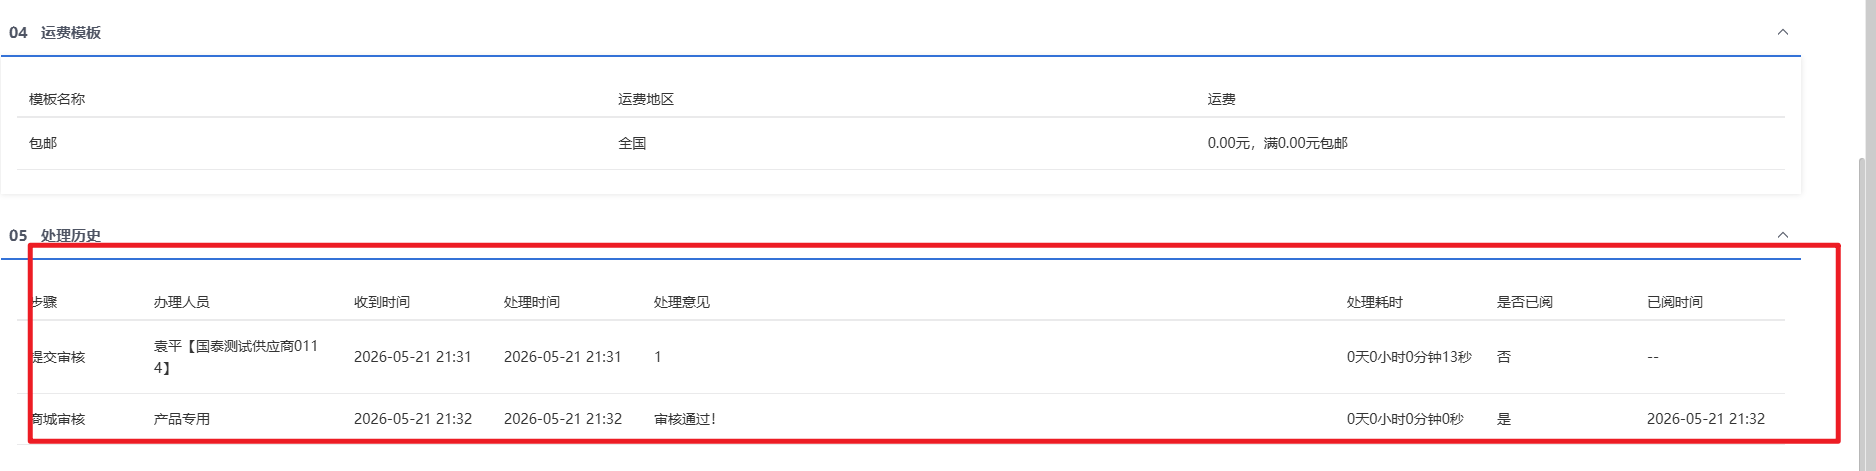 04 运费模板
模板名称 运费地区 运费
包邮 全国 0.00元，满0.00元包邮
05 处理历史
步骤 办理人员 收到时间 处理时间 处理意见 处理耗时 是否已阅 已阅时间
提交审核 袁平【国泰测试供应商011 2026-05-21 21:31 2026-05-21 21:31 1 0天0小时0分钟13秒 否 --
4】
商城审核 产品专用 2026-05-21 21:32 2026-05-21 21:32 审核通过！ 0天0小时0分钟0秒 是 2026-05-21 21:32